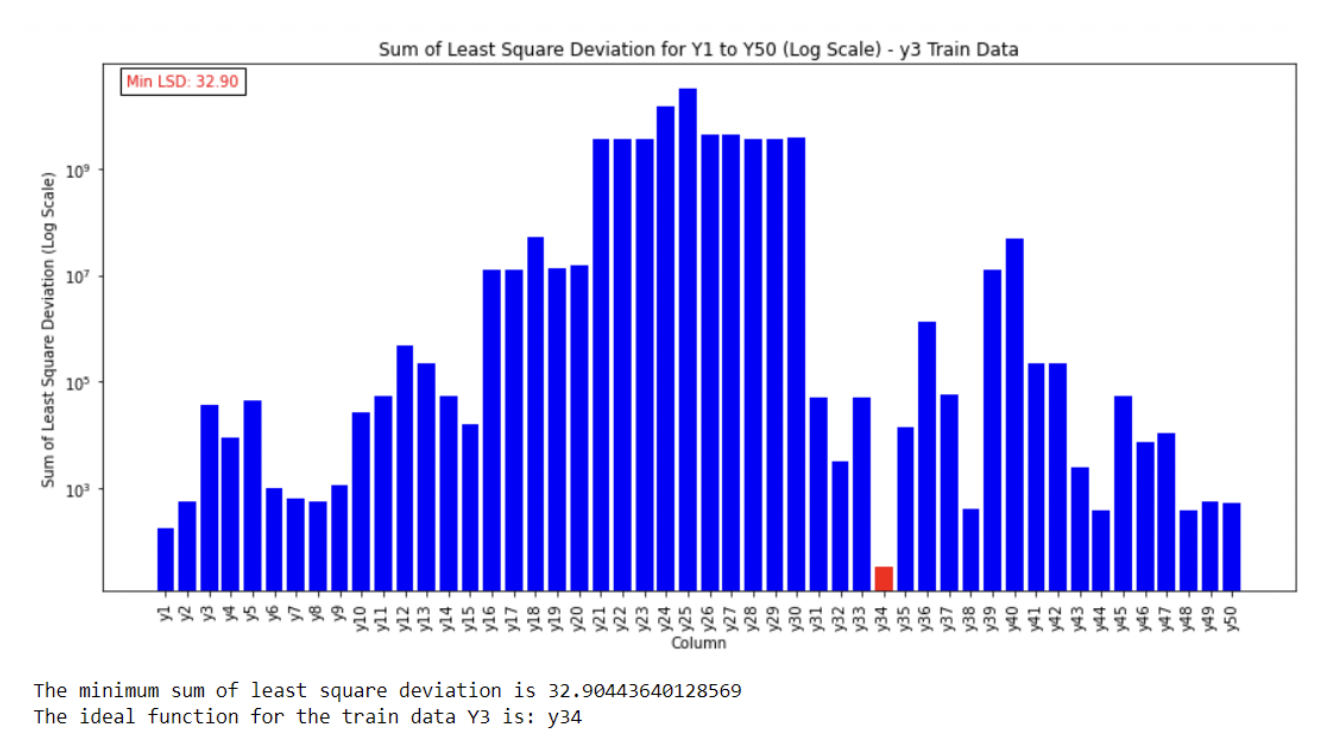 Sum of Least Square Deviation for Y1 to Y50 (Log Scale) - y3 Train Data
Min LSD: 32.90
Sum of Least Square Deviation (Log Scale)
10⁹
10⁷
10⁵
10³
y1 y2 y3 y4 y5 y6 y7 y8 y9 y10 y11 y12 y13 y14 y15 y16 y17 y18 y19 y20 y21 y22 y23 y24 y25 y26 y27 y28 y29 y30 y31 y32 y33 y34 y35 y36 y37 y38 y39 y40 y41 y42 y43 y44 y45 y46 y47 y48 y49 y50
Column
The minimum sum of least square deviation is 32.90443640128569
The ideal function for the train data Y3 is: y34